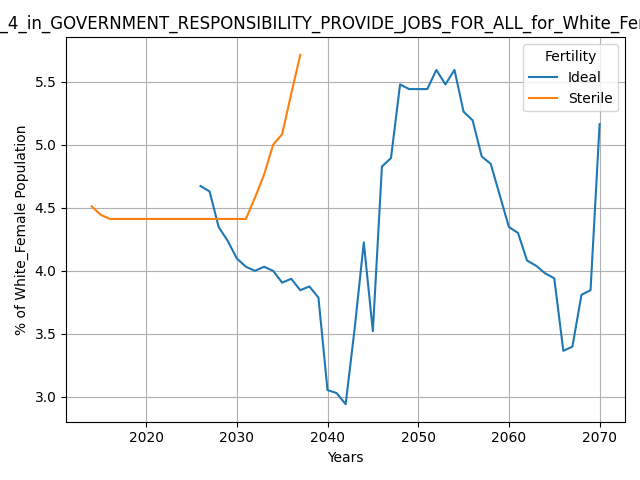 _4_in_GOVERNMENT_RESPONSIBILITY_PROVIDE_JOBS_FOR_ALL_for_White_Fe
Fertility
Ideal
Sterile
% of White_Female Population
5.5
5.0
4.5
4.0
3.5
3.0
2020 2030 2040 2050 2060 2070
Years